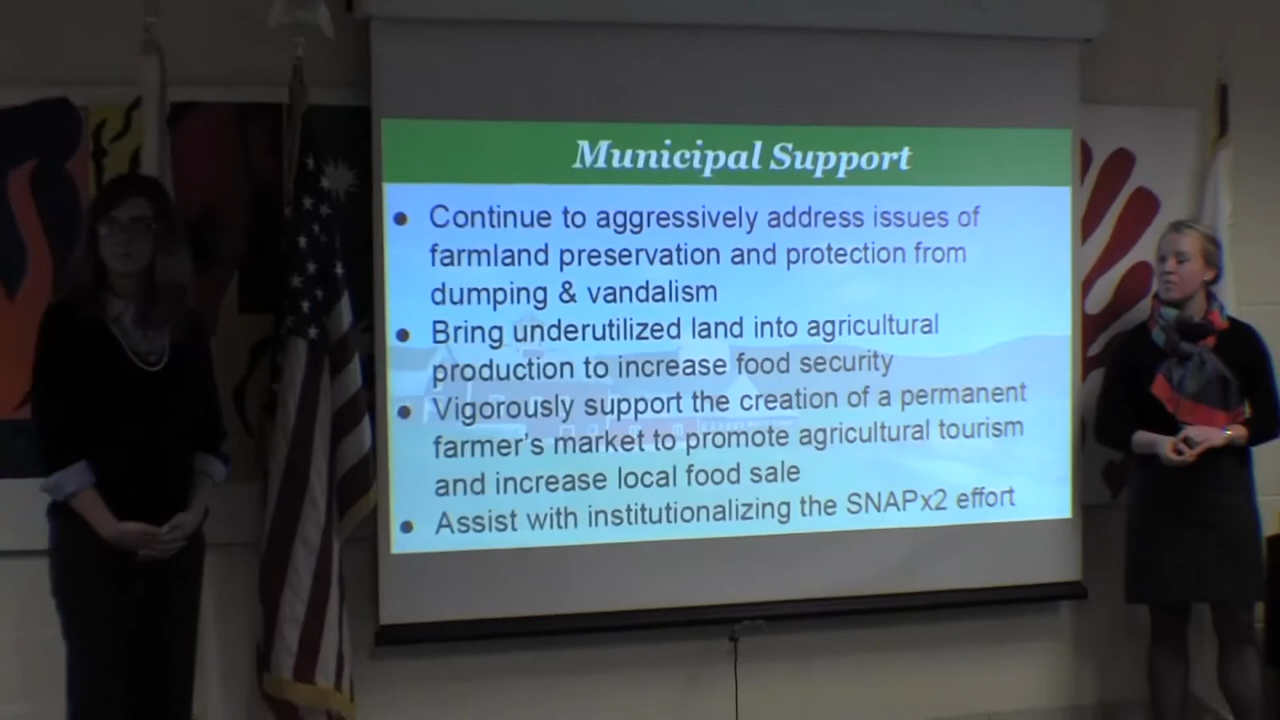 Municipal Support
● Continue to aggressively address issues of
farmland preservation and protection from
dumping & vandalism
● Bring underutilized land into agricultural
production to increase food security
● Vigorously support the creation of a permanent
farmer's market to promote agricultural tourism
and increase local food sale
● Assist with institutionalizing the SNAPx2 effort